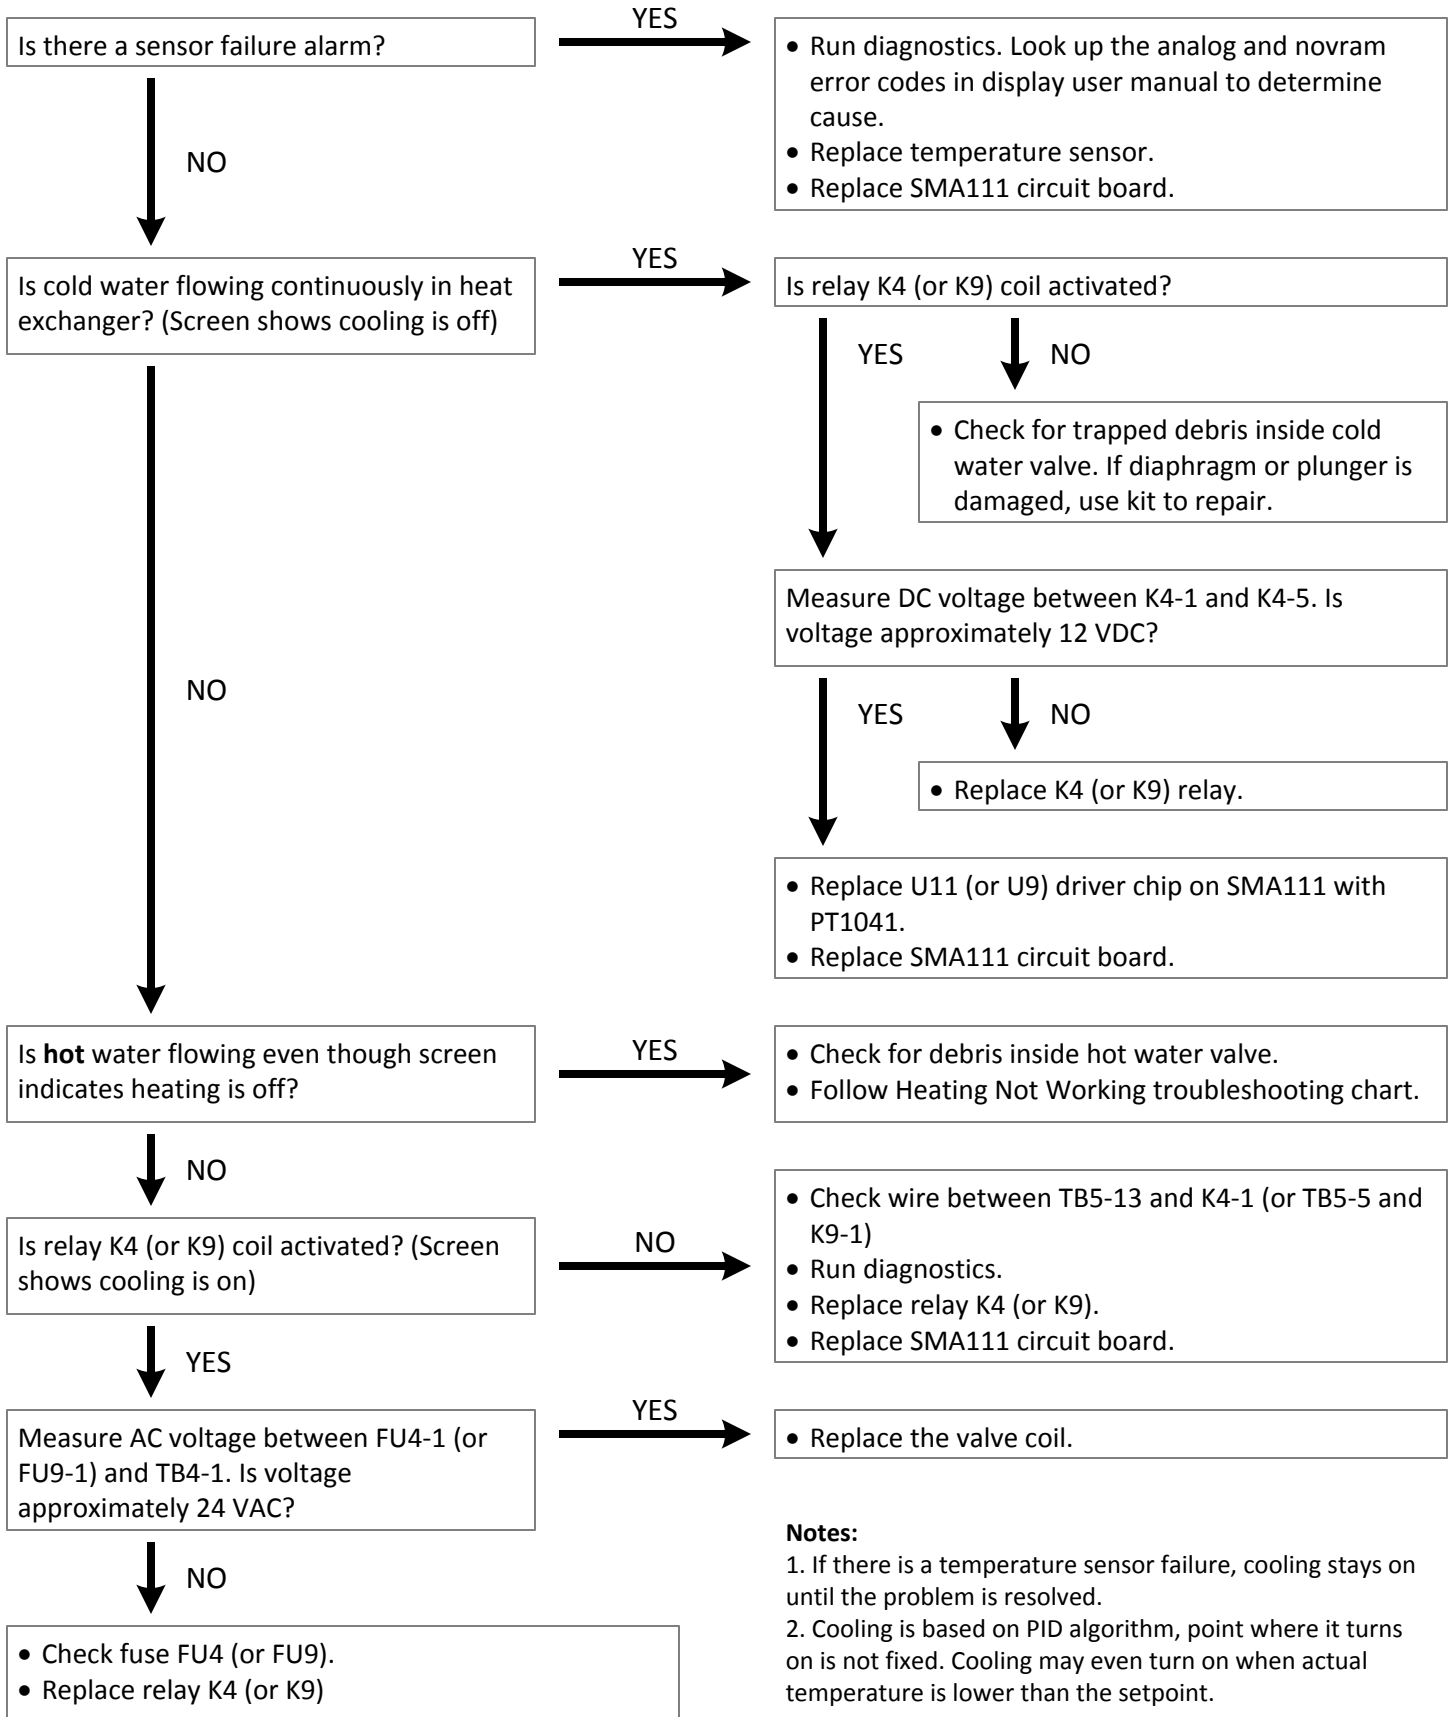 Is there a sensor failure alarm?
YES
• Run diagnostics. Look up the analog and novram
error codes in display user manual to determine
cause.
• Replace temperature sensor.
• Replace SMA111 circuit board.
NO
Is cold water flowing continuously in heat
exchanger? (Screen shows cooling is off)
YES
Is relay K4 (or K9) coil activated?
YES
NO
• Check for trapped debris inside cold
water valve. If diaphragm or plunger is
damaged, use kit to repair.
Measure DC voltage between K4-1 and K4-5. Is
voltage approximately 12 VDC?
NO
YES
NO
• Replace K4 (or K9) relay.
• Replace U11 (or U9) driver chip on SMA111 with
PT1041.
• Replace SMA111 circuit board.
Is hot water flowing even though screen
indicates heating is off?
YES
• Check for debris inside hot water valve.
• Follow Heating Not Working troubleshooting chart.
NO
Is relay K4 (or K9) coil activated? (Screen
shows cooling is on)
NO
• Check wire between TB5-13 and K4-1 (or TB5-5 and
K9-1)
• Run diagnostics.
• Replace relay K4 (or K9).
• Replace SMA111 circuit board.
YES
Measure AC voltage between FU4-1 (or
FU9-1) and TB4-1. Is voltage
approximately 24 VAC?
YES
• Replace the valve coil.
NO
• Check fuse FU4 (or FU9).
• Replace relay K4 (or K9)
Notes:
1. If there is a temperature sensor failure, cooling stays on
until the problem is resolved.
2. Cooling is based on PID algorithm, point where it turns
on is not fixed. Cooling may even turn on when actual
temperature is lower than the setpoint.